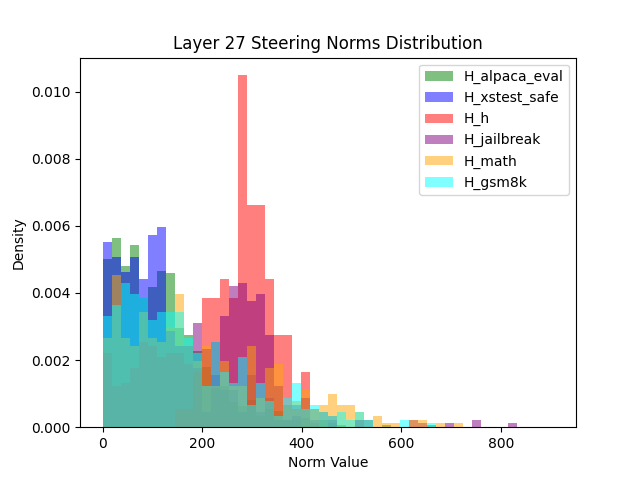 Layer 27 Steering Norms Distribution
H_alpaca_eval
H_xstest_safe
H_h
H_jailbreak
H_math
H_gsm8k
Density
0.010
0.008
0.006
0.004
0.002
0.000
0
200
400
600
800
Norm Value